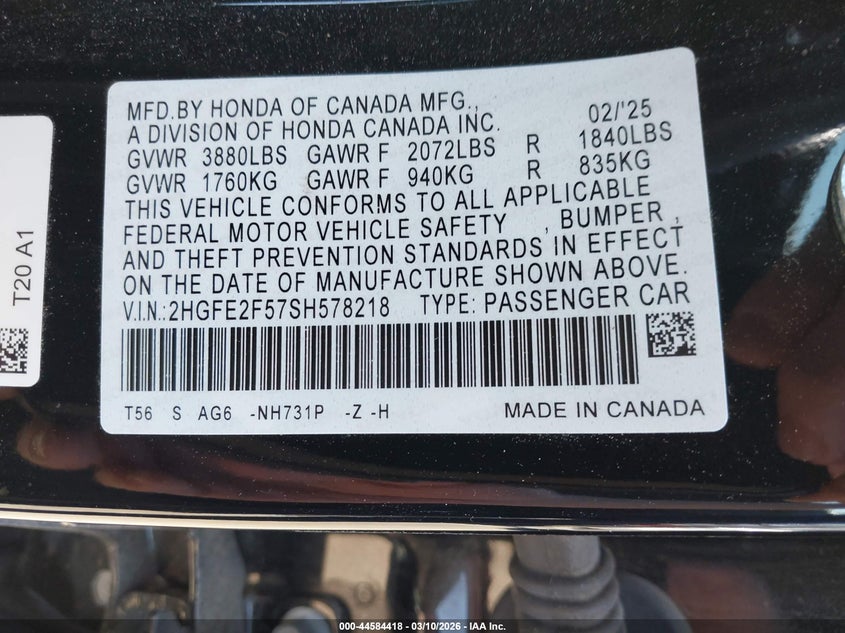 MFD.BY HONDA OF CANADA MFG., 02/'25
A DIVISION OF HONDA CANADA INC.
GVWR 3880LBS GAWR F 2072LBS R 1840LBS
GVWR 1760KG GAWR F 940KG R 835KG
THIS VEHICLE CONFORMS TO ALL APPLICABLE
FEDERAL MOTOR VEHICLE SAFETY , BUMPER ,
AND THEFT PREVENTION STANDARDS IN EFFECT
ON THE DATE OF MANUFACTURE SHOWN ABOVE.
V.I.N.:2HGFE2F57SH578218 TYPE: PASSENGER CAR
T56 S AG6 -NH731P -Z -H MADE IN CANADA
T20 A1
000-44584418 - 03/10/2026 - IAA Inc.